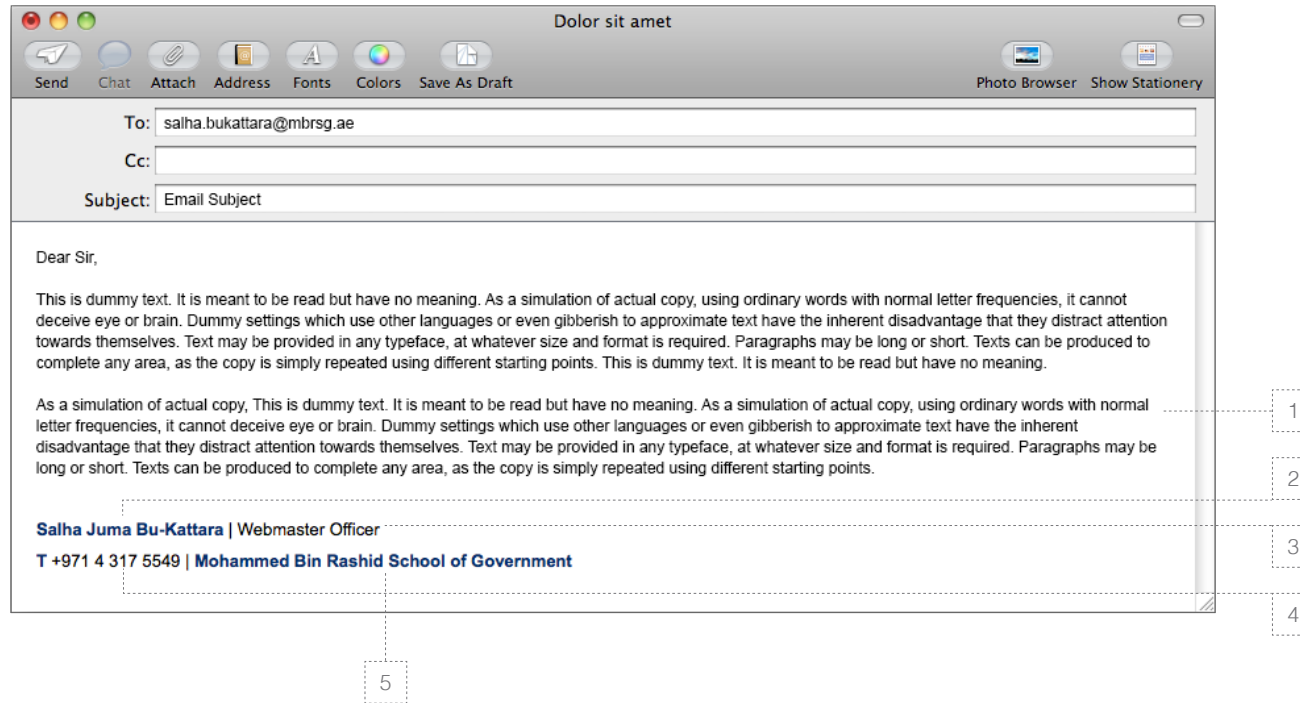 Dolor sit amet
Send Chat Attach Address Fonts Colors Save As Draft Photo Browser Show Stationery
To: salha.bukattara@mbrsg.ae
Cc:
Subject: Email Subject
Dear Sir,
This is dummy text. It is meant to be read but have no meaning. As a simulation of actual copy, using ordinary words with normal letter frequencies, it cannot
deceive eye or brain. Dummy settings which use other languages or even gibberish to approximate text have the inherent disadvantage that they distract attention
towards themselves. Text may be provided in any typeface, at whatever size and format is required. Paragraphs may be long or short. Texts can be produced to
complete any area, as the copy is simply repeated using different starting points. This is dummy text. It is meant to be read but have no meaning.
As a simulation of actual copy, This is dummy text. It is meant to be read but have no meaning. As a simulation of actual copy, using ordinary words with normal
letter frequencies, it cannot deceive eye or brain. Dummy settings which use other languages or even gibberish to approximate text have the inherent
disadvantage that they distract attention towards themselves. Text may be provided in any typeface, at whatever size and format is required. Paragraphs may be
long or short. Texts can be produced to complete any area, as the copy is simply repeated using different starting points.
1
2
Salha Juma Bu-Kattara | Webmaster Officer
3
T +971 4 317 5549 | Mohammed Bin Rashid School of Government
4
5